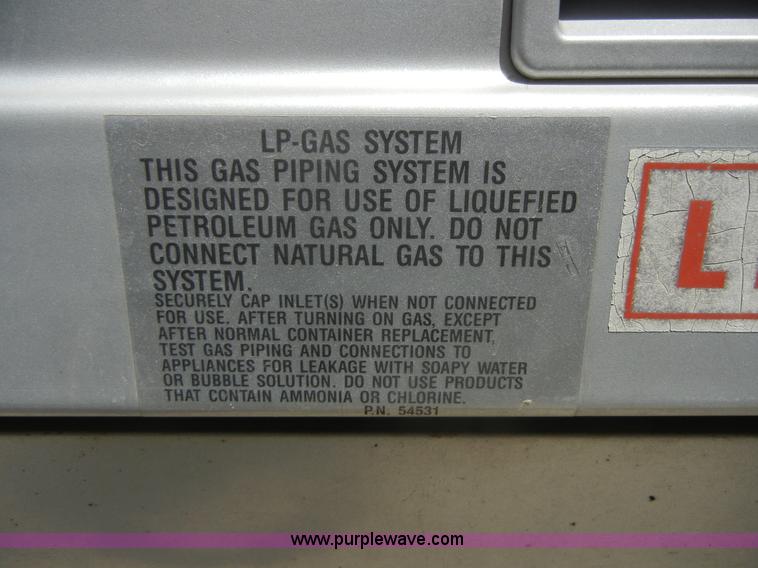 LP-GAS SYSTEM
THIS GAS PIPING SYSTEM IS
DESIGNED FOR USE OF LIQUEFIED
PETROLEUM GAS ONLY. DO NOT
CONNECT NATURAL GAS TO THIS
SYSTEM.
SECURELY CAP INLET(S) WHEN NOT CONNECTED
FOR USE. AFTER TURNING ON GAS, EXCEPT
AFTER NORMAL CONTAINER REPLACEMENT,
TEST GAS PIPING AND CONNECTIONS TO
APPLIANCES FOR LEAKAGE WITH SOAPY WATER
OR BUBBLE SOLUTION. DO NOT USE PRODUCTS
THAT CONTAIN AMMONIA OR CHLORINE.
P.N. 54531
L
www.purplewave.com